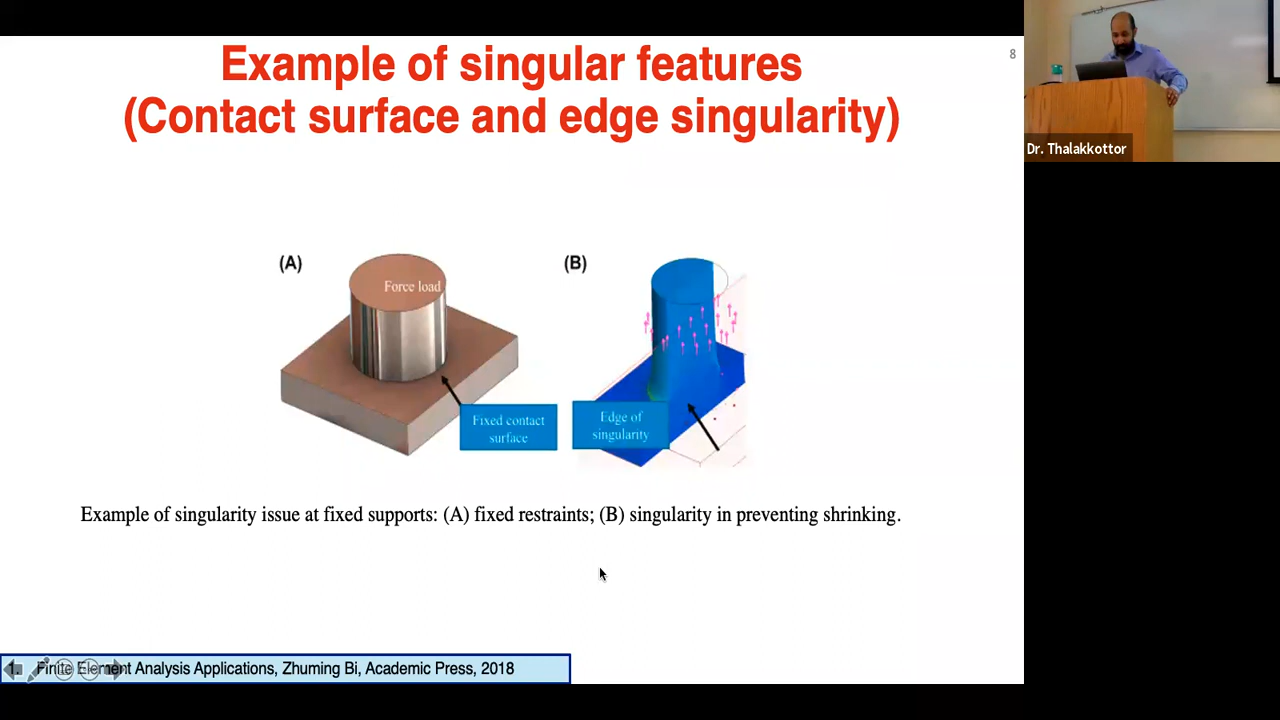 Example of singular features
(Contact surface and edge singularity)
8
Dr. Thalakkottor
(A)
Force load
Fixed contact
surface
(B)
Edge of
singularity
Example of singularity issue at fixed supports: (A) fixed restraints; (B) singularity in preventing shrinking.
1. Finite Element Analysis Applications, Zhuming Bi, Academic Press, 2018